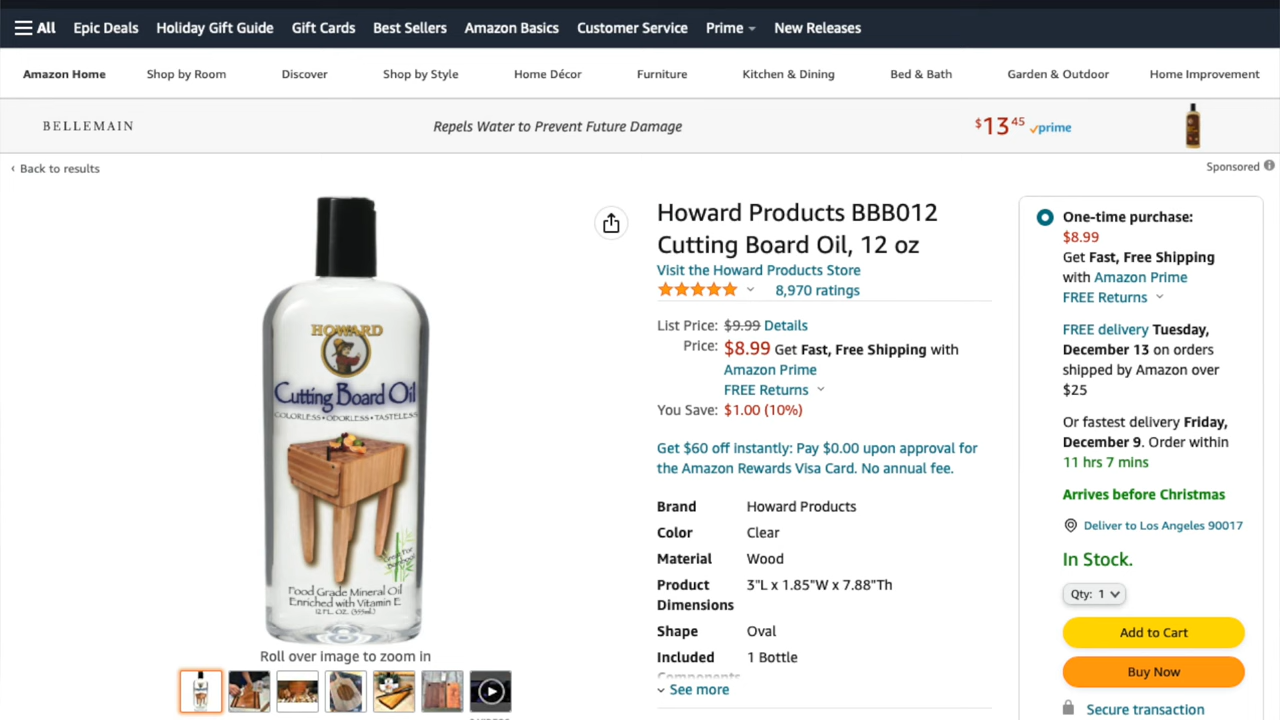 All Epic Deals Holiday Gift Guide Gift Cards Best Sellers Amazon Basics Customer Service Prime New Releases
Amazon Home Shop by Room Discover Shop by Style Home Décor Furniture Kitchen & Dining Bed & Bath Garden & Outdoor Home Improvement
BELLEMAIN Repels Water to Prevent Future Damage $13 45 prime
‹ Back to results
Sponsored
HOWARD
Cutting Board Oil
COLORLESS • ODORLESS • TASTELESS
Great For
Food Grade Mineral Oil
Enriched with Vitamin E
12 FL. OZ. (355mL)
Roll over image to zoom in
Howard Products BBB012
Cutting Board Oil, 12 oz
Visit the Howard Products Store
8,970 ratings
List Price: $9.99 Details
Price: $8.99 Get Fast, Free Shipping with
Amazon Prime
FREE Returns
You Save: $1.00 (10%)
Get $60 off instantly: Pay $0.00 upon approval for
the Amazon Rewards Visa Card. No annual fee.
Brand Howard Products
Color Clear
Material Wood
Product Dimensions 3"L x 1.85"W x 7.88"Th
Shape Oval
Included Components 1 Bottle
See more
One-time purchase:
$8.99
Get Fast, Free Shipping
with Amazon Prime
FREE Returns
FREE delivery Tuesday,
December 13 on orders
shipped by Amazon over
$25
Or fastest delivery Friday,
December 9. Order within
11 hrs 7 mins
Arrives before Christmas
Deliver to Los Angeles 90017
In Stock.
Qty: 1
Add to Cart
Buy Now
Secure transaction